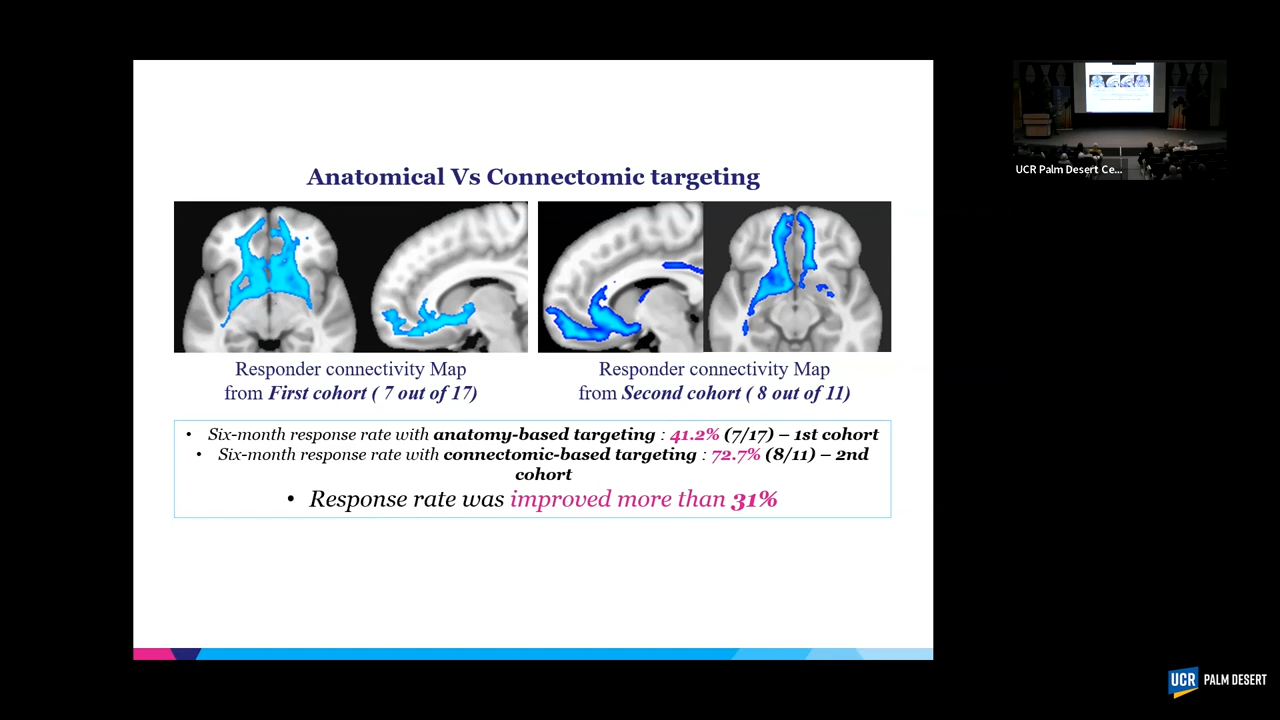 Anatomical Vs Connectomic targeting
Responder connectivity Map
from First cohort ( 7 out of 17)
Responder connectivity Map
from Second cohort ( 8 out of 11)
• Six-month response rate with anatomy-based targeting : 41.2% (7/17) – 1st cohort
• Six-month response rate with connectomic-based targeting : 72.7% (8/11) – 2nd
cohort
• Response rate was improved more than 31%
UCR Palm Desert Ce...
UCR PALM DESERT